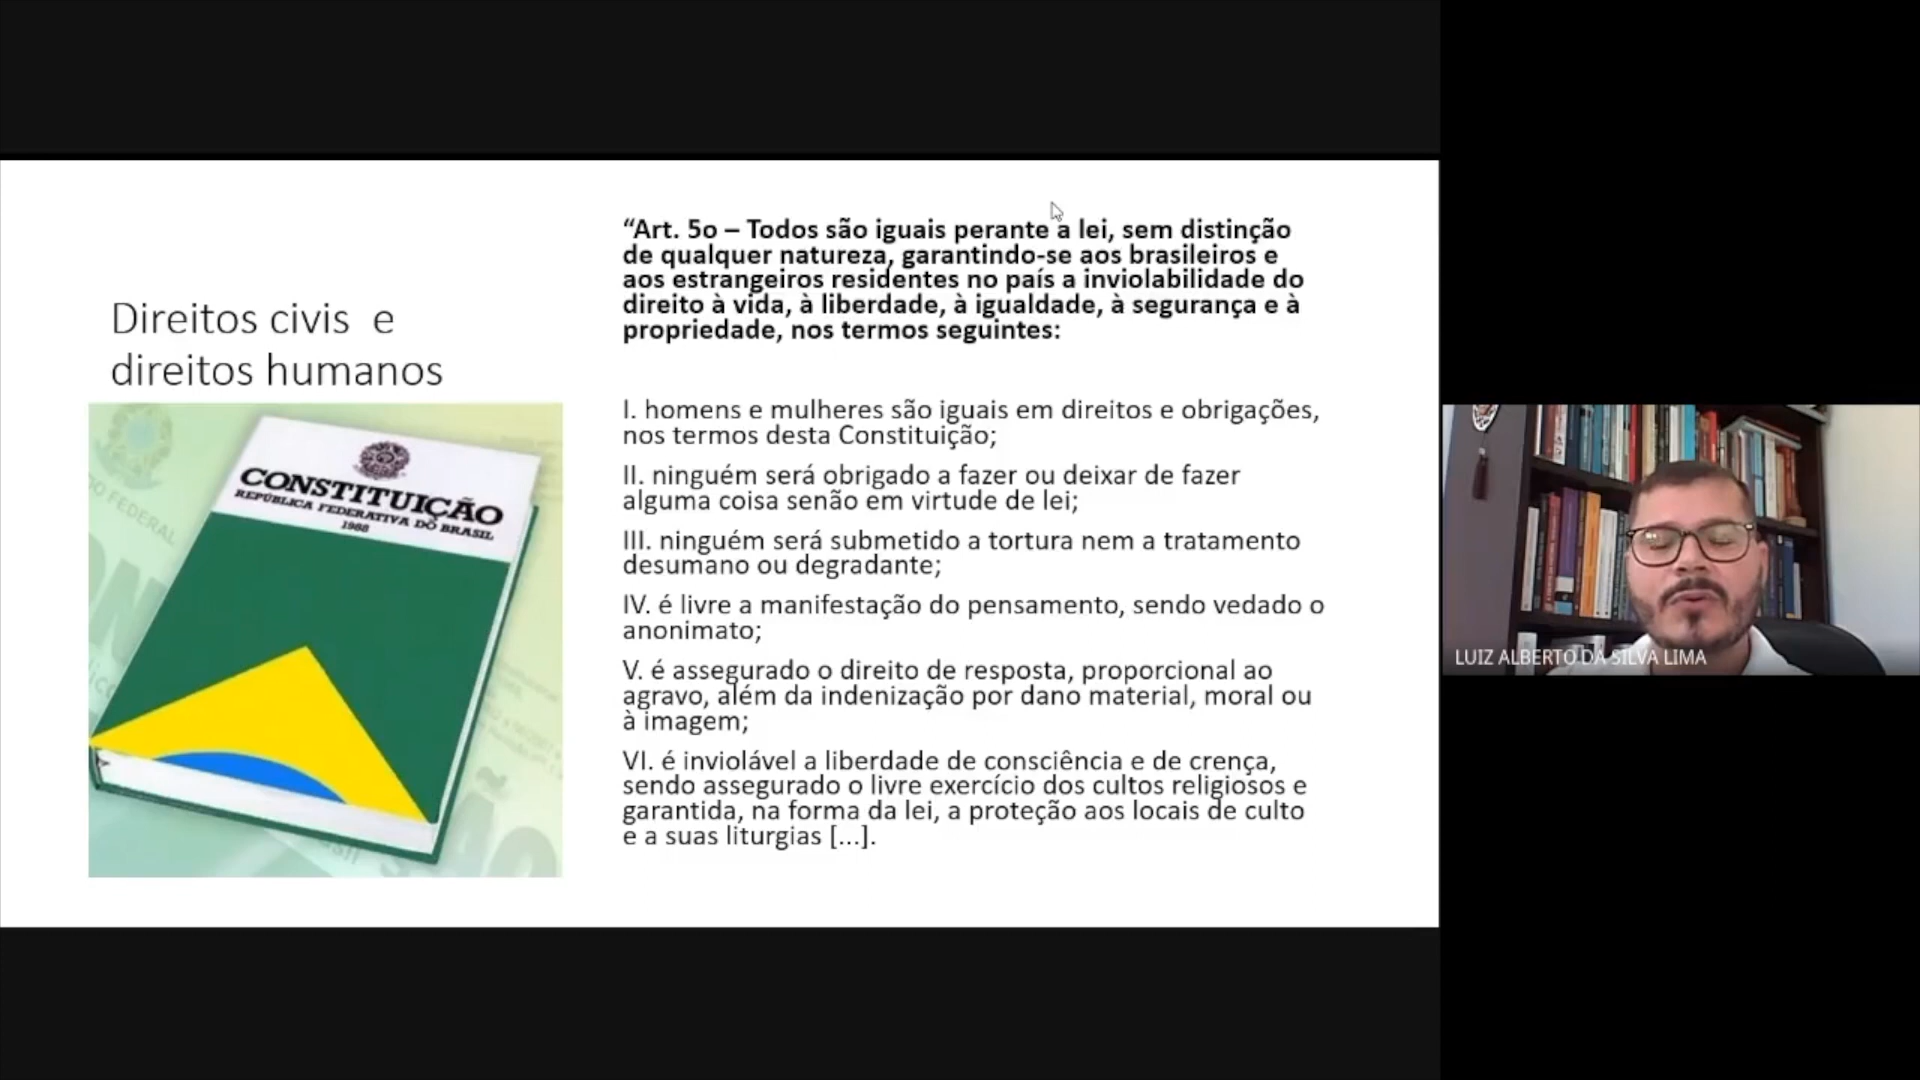 Direitos civis e
direitos humanos
CONSTITUIÇÃO
REPÚBLICA FEDERATIVA DO BRASIL
1988
DO FEDERAL
“Art. 5o – Todos são iguais perante a lei, sem distinção
de qualquer natureza, garantindo-se aos brasileiros e
aos estrangeiros residentes no país a inviolabilidade do
direito à vida, à liberdade, à igualdade, à segurança e à
propriedade, nos termos seguintes:
I. homens e mulheres são iguais em direitos e obrigações,
nos termos desta Constituição;
II. ninguém será obrigado a fazer ou deixar de fazer
alguma coisa senão em virtude de lei;
III. ninguém será submetido a tortura nem a tratamento
desumano ou degradante;
IV. é livre a manifestação do pensamento, sendo vedado o
anonimato;
V. é assegurado o direito de resposta, proporcional ao
agravo, além da indenização por dano material, moral ou
à imagem;
VI. é inviolável a liberdade de consciência e de crença,
sendo assegurado o livre exercício dos cultos religiosos e
garantida, na forma da lei, a proteção aos locais de culto
e a suas liturgias [...].
LUIZ ALBERTO DA SILVA LIMA